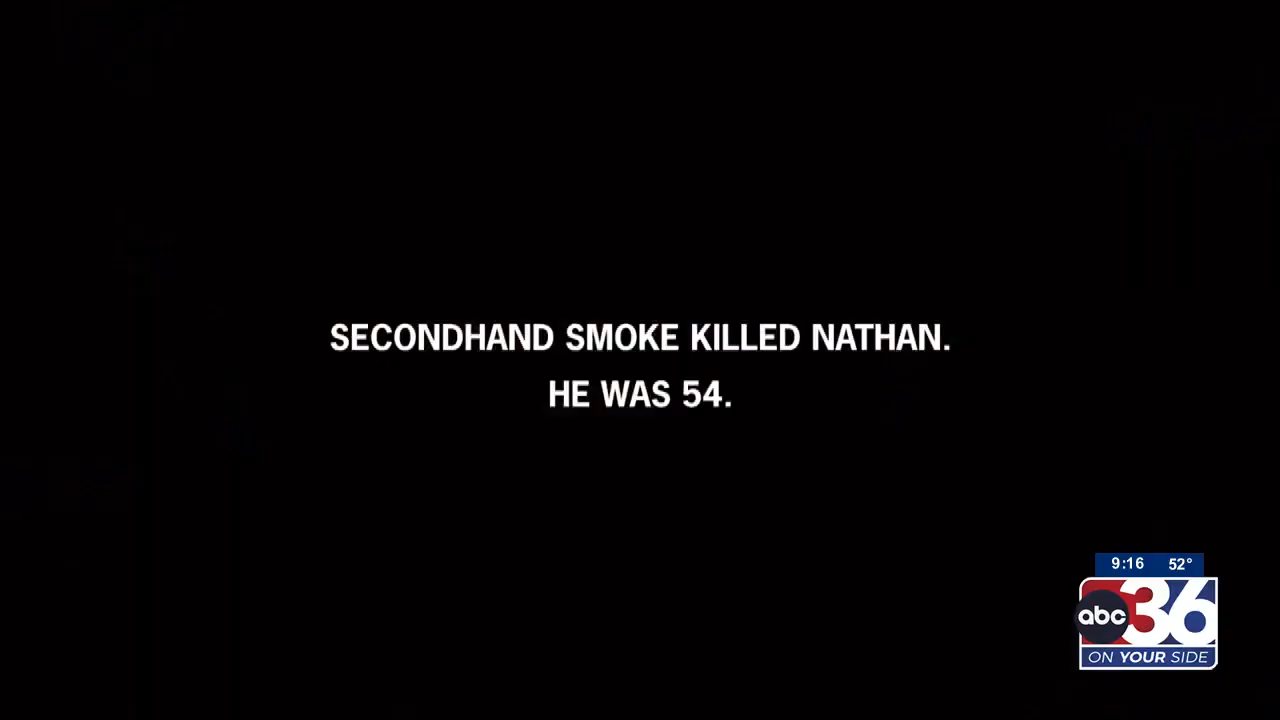 SECONDHAND SMOKE KILLED NATHAN.
HE WAS 54.
9:16 52°
abc 36
ON YOUR SIDE